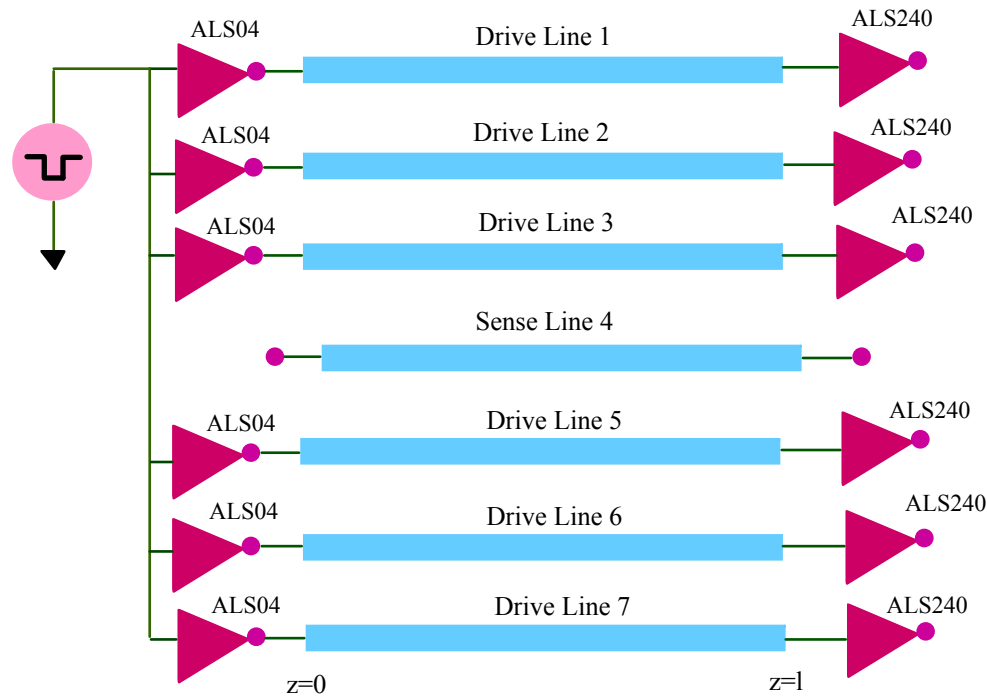 ALS04
Drive Line 1
ALS240
ALS04
Drive Line 2
ALS240
ALS04
Drive Line 3
ALS240
Sense Line 4
ALS04
Drive Line 5
ALS240
ALS04
Drive Line 6
ALS240
ALS04
Drive Line 7
ALS240
z=0
z=l